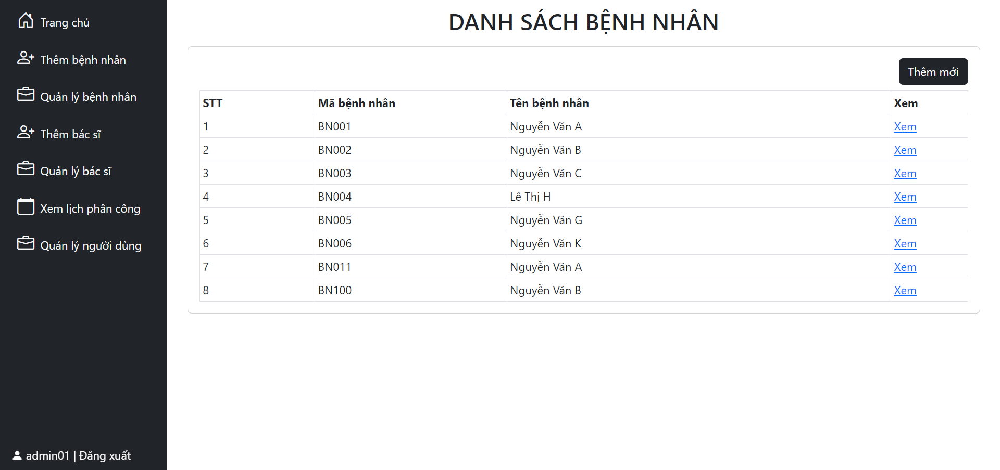 Trang chủ
Thêm bệnh nhân
Quản lý bệnh nhân
Thêm bác sĩ
Quản lý bác sĩ
Xem lịch phân công
Quản lý người dùng
admin01 | Đăng xuất
DANH SÁCH BỆNH NHÂN
Thêm mới
STT Mã bệnh nhân Tên bệnh nhân Xem
1 BN001 Nguyễn Văn A Xem
2 BN002 Nguyễn Văn B Xem
3 BN003 Nguyễn Văn C Xem
4 BN004 Lê Thị H Xem
5 BN005 Nguyễn Văn G Xem
6 BN006 Nguyễn Văn K Xem
7 BN011 Nguyễn Văn A Xem
8 BN100 Nguyễn Văn B Xem